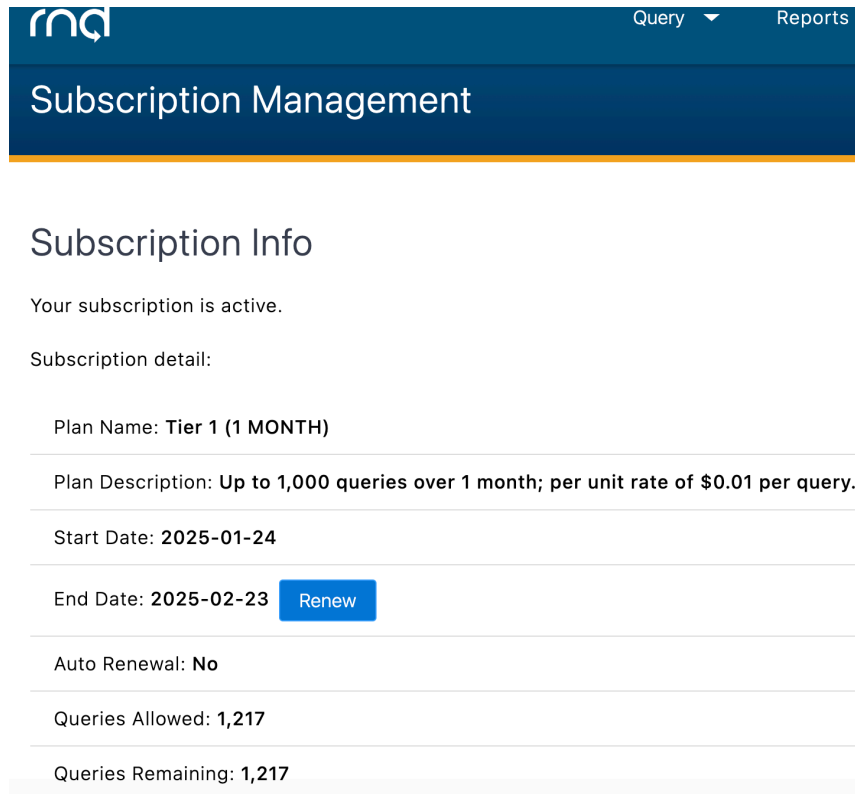 rnd
Query Reports
Subscription Management
Subscription Info
Your subscription is active.
Subscription detail:
Plan Name: Tier 1 (1 MONTH)
Plan Description: Up to 1,000 queries over 1 month; per unit rate of $0.01 per query.
Start Date: 2025-01-24
End Date: 2025-02-23 Renew
Auto Renewal: No
Queries Allowed: 1,217
Queries Remaining: 1,217